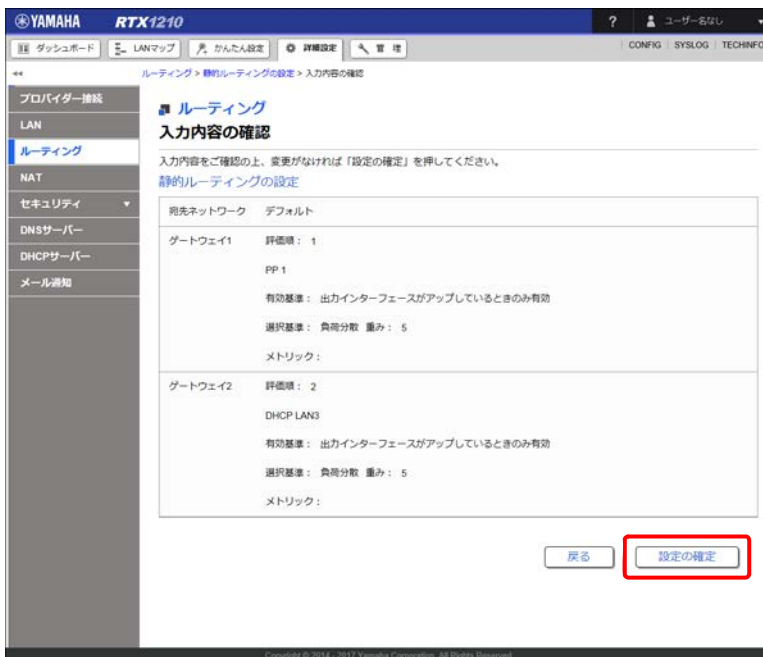 YAMAHA RTX1210 ? ユーザー名なし
ダッシュボード LANマップ かんたん設定 詳細設定 管理 CONFIG SYSLOG TECHINFO
ルーティング > 静的ルーティングの設定 > 入力内容の確認
プロバイダー接続
LAN
ルーティング
NAT
セキュリティ
DNSサーバー
DHCPサーバー
メール通知
ルーティング
入力内容の確認
入力内容をご確認の上、変更がなければ「設定の確定」を押してください。
静的ルーティングの設定
宛先ネットワーク デフォルト
ゲートウェイ1 評価順： 1
PP 1
有効基準： 出力インターフェースがアップしているときのみ有効
選択基準： 負荷分散 重み： 5
メトリック：
ゲートウェイ2 評価順： 2
DHCP LAN3
有効基準： 出力インターフェースがアップしているときのみ有効
選択基準： 負荷分散 重み： 5
メトリック：
戻る 設定の確定
Copyright © 2014 - 2017 Yamaha Corporation. All Rights Reserved.